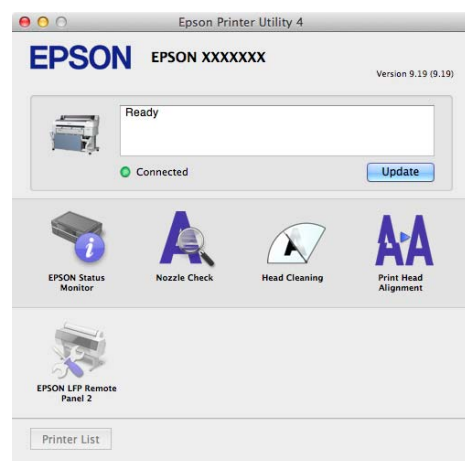 Epson Printer Utility 4
EPSON
EPSON XXXXXXX
Version 9.19 (9.19)
Ready
Connected
Update
EPSON Status
Monitor
Nozzle Check
Head Cleaning
Print Head
Alignment
EPSON LFP Remote
Panel 2
Printer List